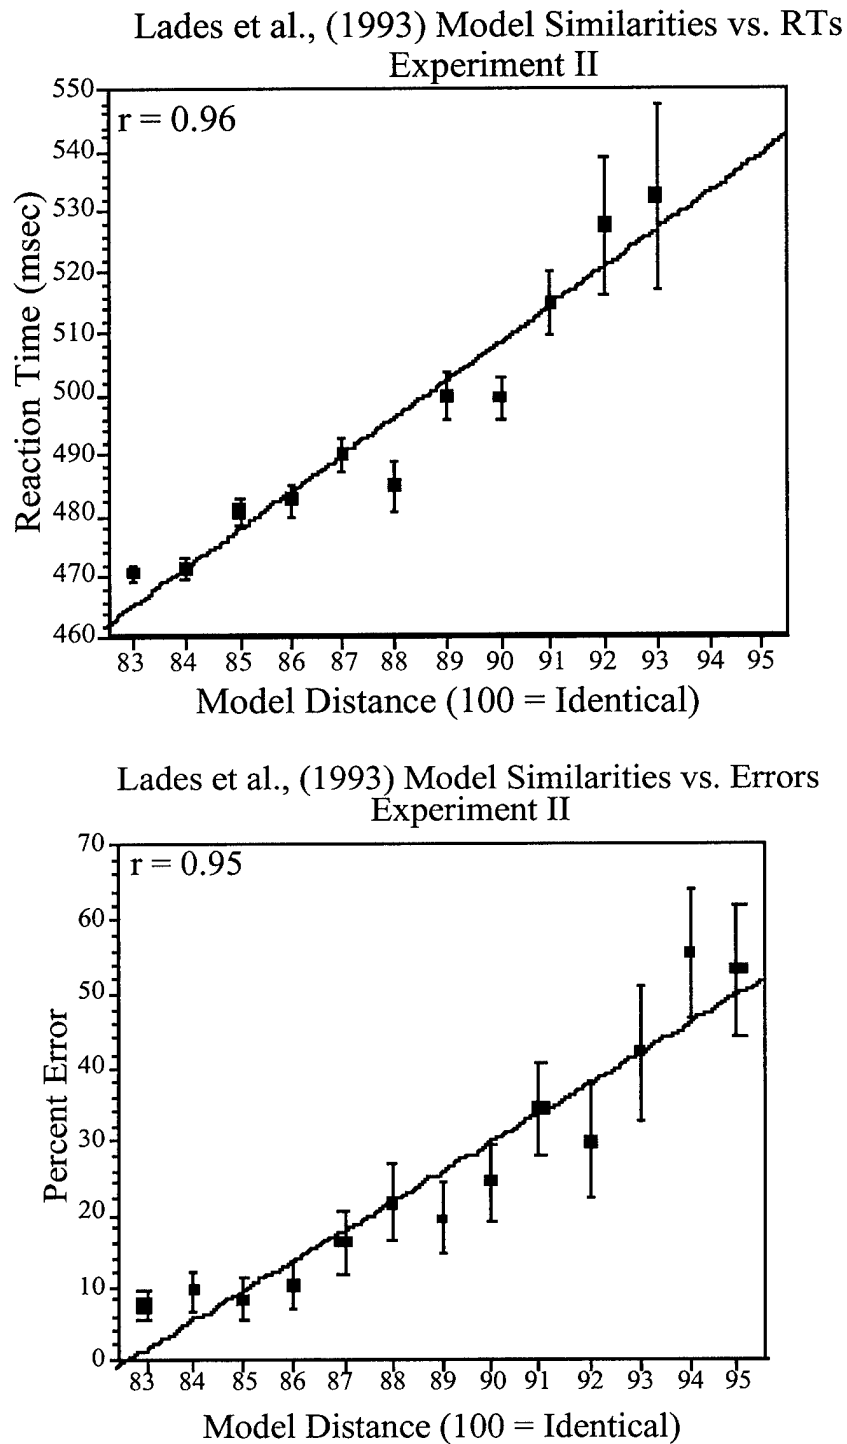 Lades et al., (1993) Model Similarities vs. RTs
Experiment II
r = 0.96
550
540
530
520
510
500
490
480
470
460
Reaction Time (msec)
83 84 85 86 87 88 89 90 91 92 93 94 95
Model Distance (100 = Identical)
Lades et al., (1993) Model Similarities vs. Errors
Experiment II
r = 0.95
70
60
50
40
30
20
10
0
Percent Error
83 84 85 86 87 88 89 90 91 92 93 94 95
Model Distance (100 = Identical)